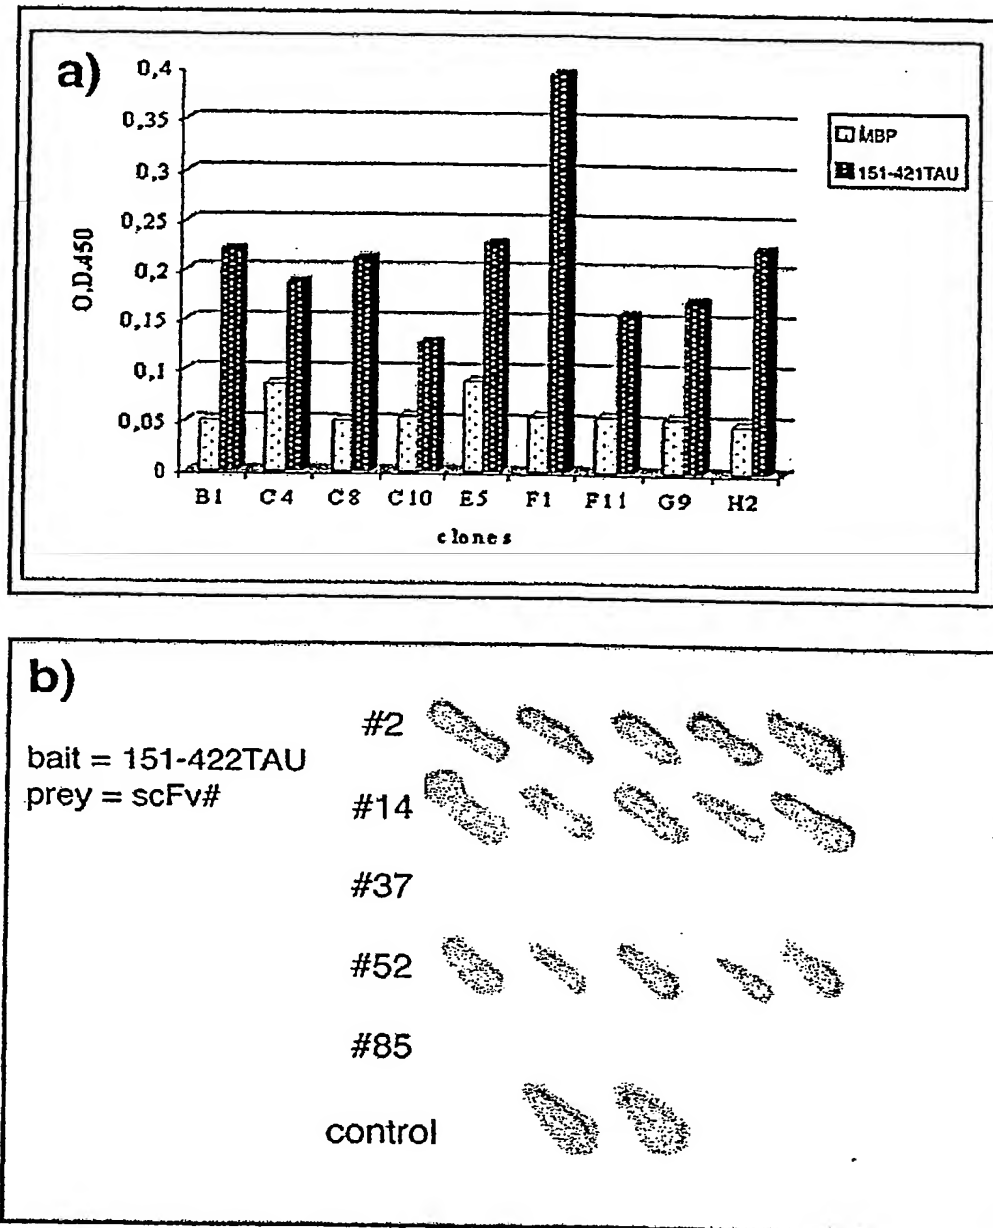 a)
0,4
0,35
0,3
0,25
0,2
0,15
0,1
0,05
0
O.D.450
B1 C4 C8 C10 E5 F1 F11 G9 H2
clones
MBP
151-421TAU
b)
bait = 151-422TAU
prey = scFv#
#2
#14
#37
#52
#85
control